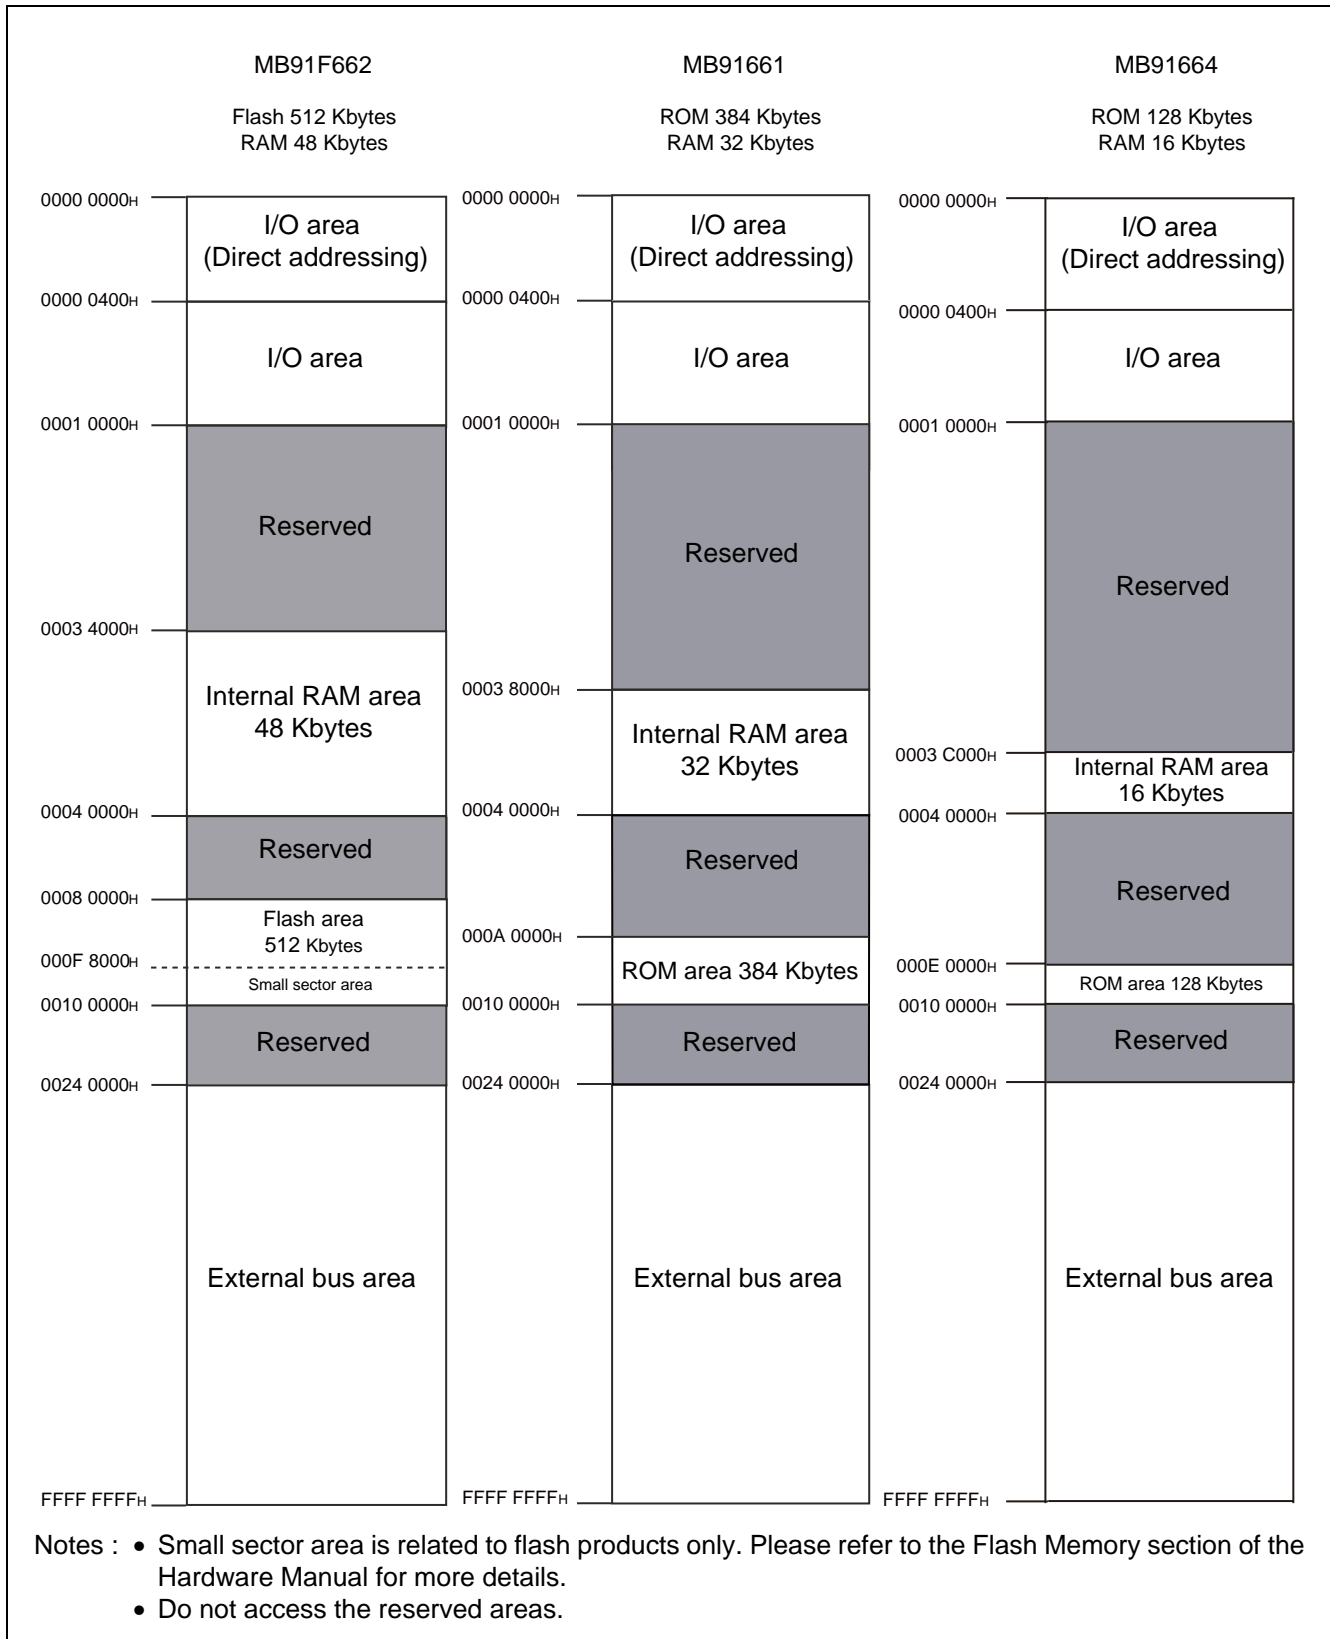 MB91F662
Flash 512 Kbytes
RAM 48 Kbytes
0000 0000H
I/O area
(Direct addressing)
0000 0400H
I/O area
0001 0000H
Reserved
0003 4000H
Internal RAM area
48 Kbytes
0004 0000H
Reserved
0008 0000H
Flash area
512 Kbytes
000F 8000H
Small sector area
0010 0000H
Reserved
0024 0000H
External bus area
FFFF FFFFH
MB91661
ROM 384 Kbytes
RAM 32 Kbytes
0000 0000H
I/O area
(Direct addressing)
0000 0400H
I/O area
0001 0000H
Reserved
0003 8000H
Internal RAM area
32 Kbytes
0004 0000H
Reserved
000A 0000H
ROM area 384 Kbytes
0010 0000H
Reserved
0024 0000H
External bus area
FFFF FFFFH
MB91664
ROM 128 Kbytes
RAM 16 Kbytes
0000 0000H
I/O area
(Direct addressing)
0000 0400H
I/O area
0001 0000H
Reserved
0003 C000H
Internal RAM area
16 Kbytes
0004 0000H
Reserved
000E 0000H
ROM area 128 Kbytes
0010 0000H
Reserved
0024 0000H
External bus area
FFFF FFFFH
Notes : • Small sector area is related to flash products only. Please refer to the Flash Memory section of the
Hardware Manual for more details.
• Do not access the reserved areas.